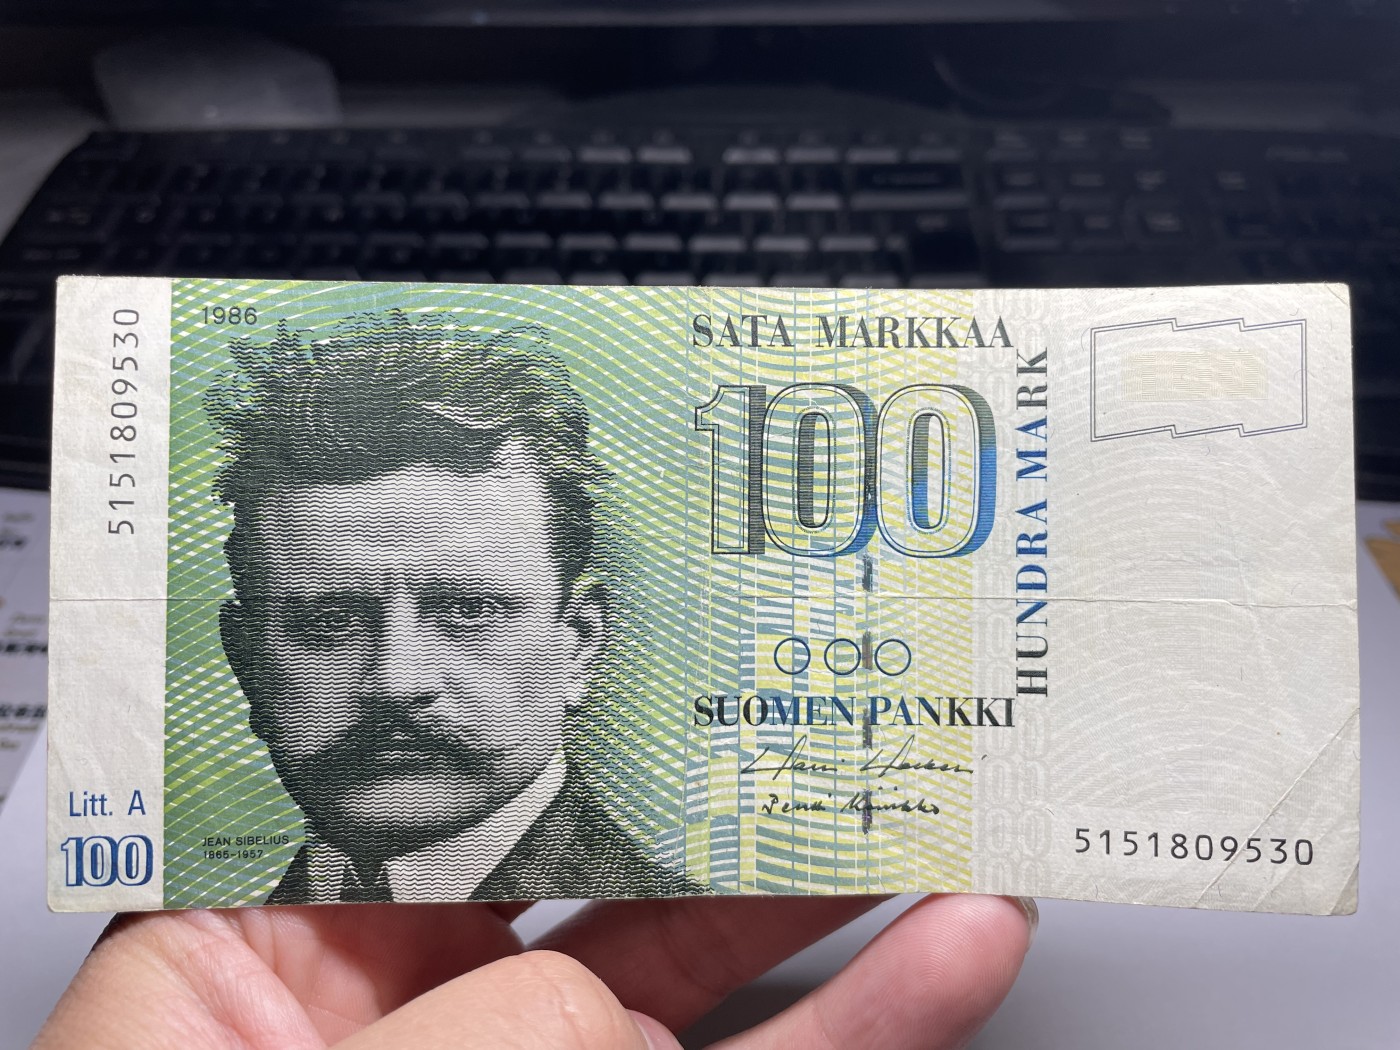 5151809530
1986
SATA MARKKAA
100
HUNDRA MARK
SUOMEN PANKKI
Litt. A
100
JEAN SIBELIUS
1865-1957
5151809530